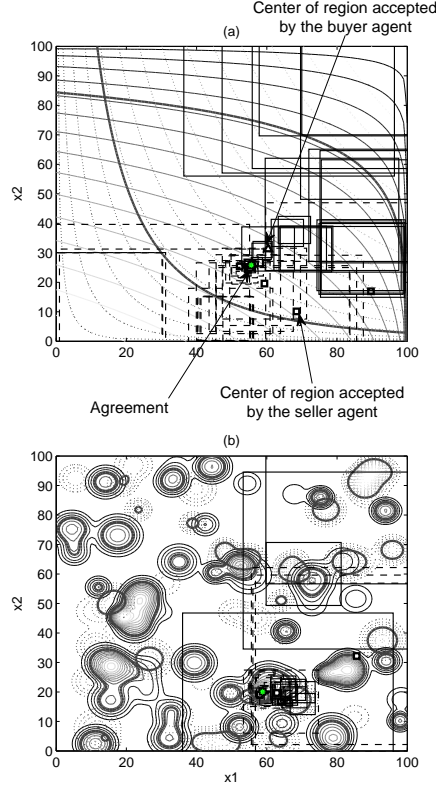 Center of region accepted
by the buyer agent
(a)
100
90
80
70
60
50
40
30
20
10
0
x2
0 20 40 60 80 100
Agreement
Center of region accepted
by the seller agent
(b)
100
90
80
70
60
50
40
30
20
10
0
x2
0 20 40 60 80 100
x1